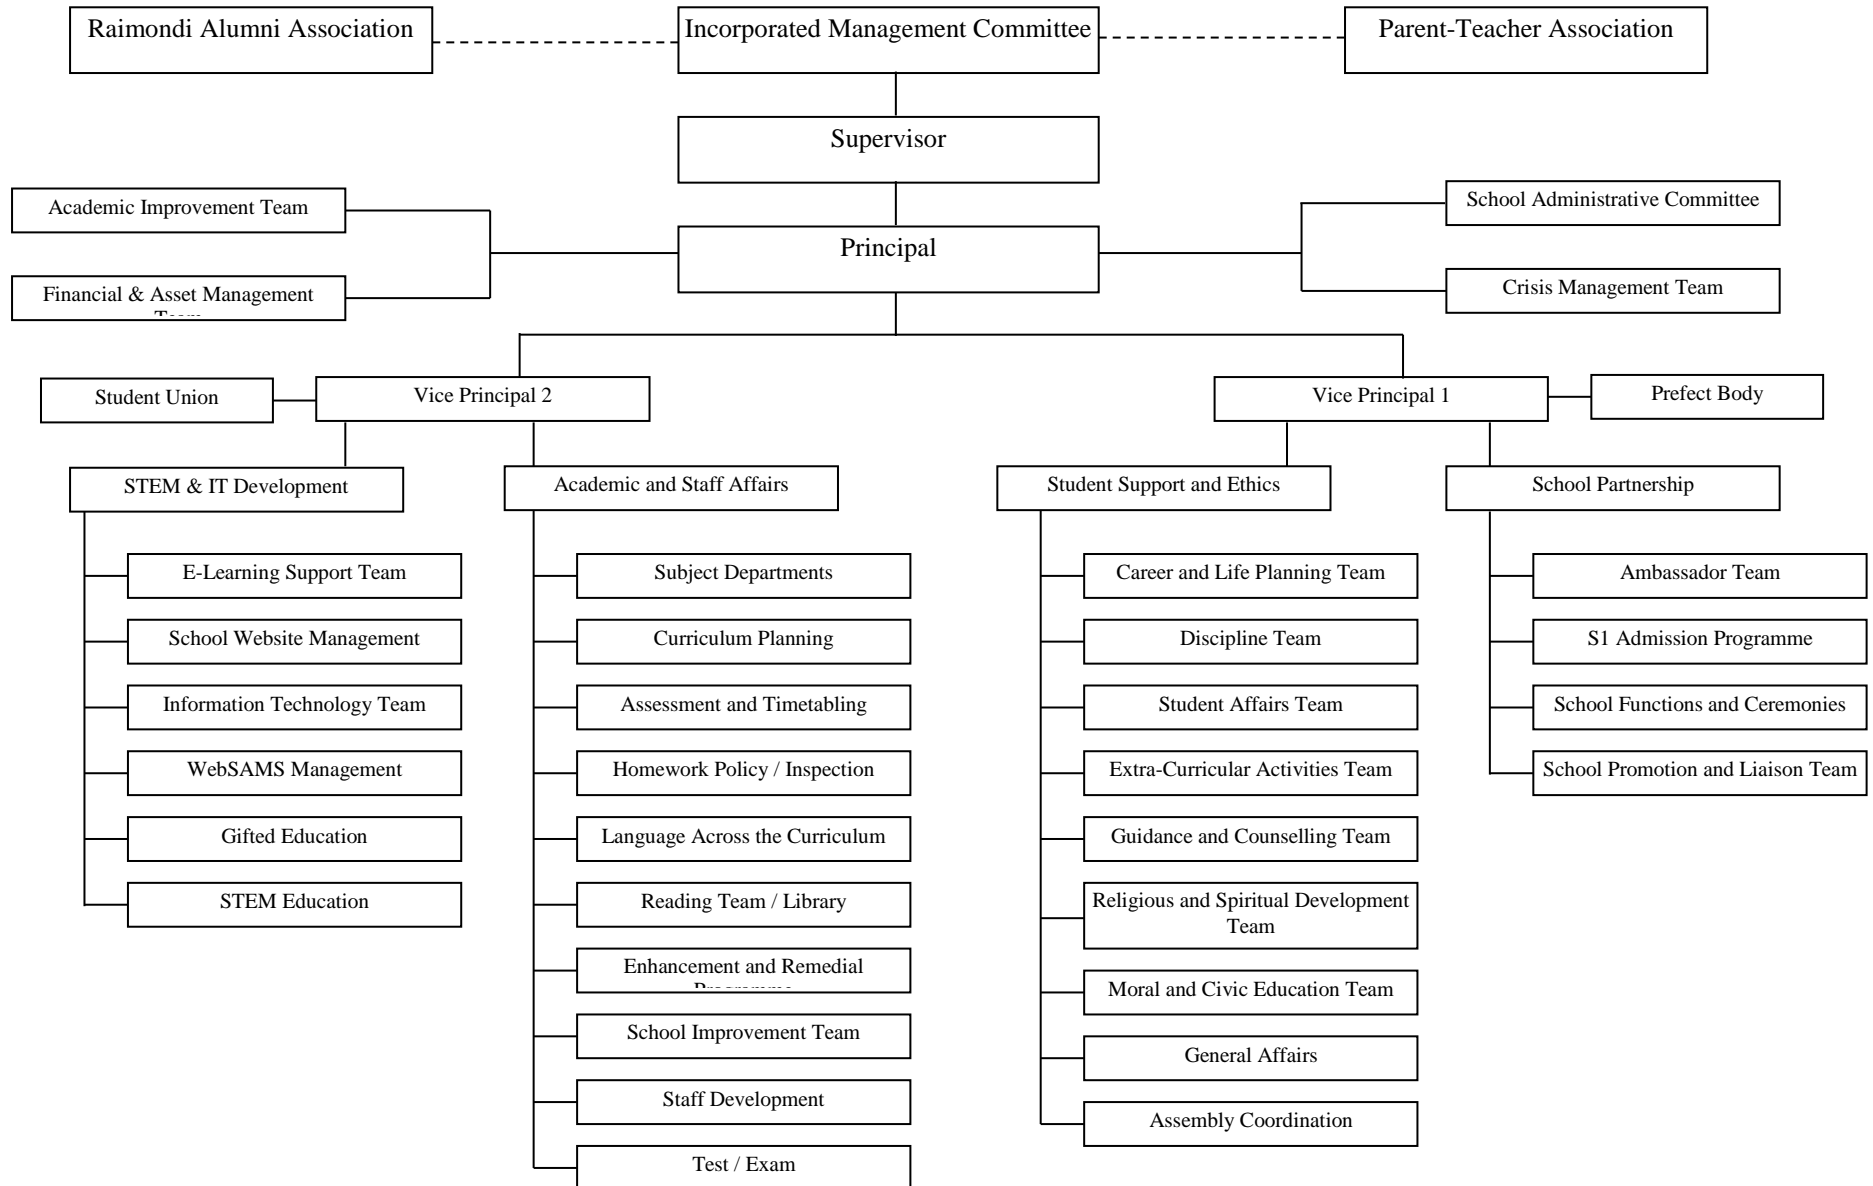 Raimondi Alumni Association
Incorporated Management Committee
Parent-Teacher Association
Supervisor
Academic Improvement Team
School Administrative Committee
Principal
Financial & Asset Management
Crisis Management Team
Student Union
Vice Principal 2
Vice Principal 1
Prefect Body
STEM & IT Development
Academic and Staff Affairs
Student Support and Ethics
School Partnership
E-Learning Support Team
School Website Management
Information Technology Team
WebSAMS Management
Gifted Education
STEM Education
Subject Departments
Curriculum Planning
Assessment and Timetabling
Homework Policy / Inspection
Language Across the Curriculum
Reading Team / Library
Enhancement and Remedial
School Improvement Team
Staff Development
Test / Exam
Career and Life Planning Team
Discipline Team
Student Affairs Team
Extra-Curricular Activities Team
Guidance and Counselling Team
Religious and Spiritual Development
Team
Moral and Civic Education Team
General Affairs
Assembly Coordination
Ambassador Team
S1 Admission Programme
School Functions and Ceremonies
School Promotion and Liaison Team